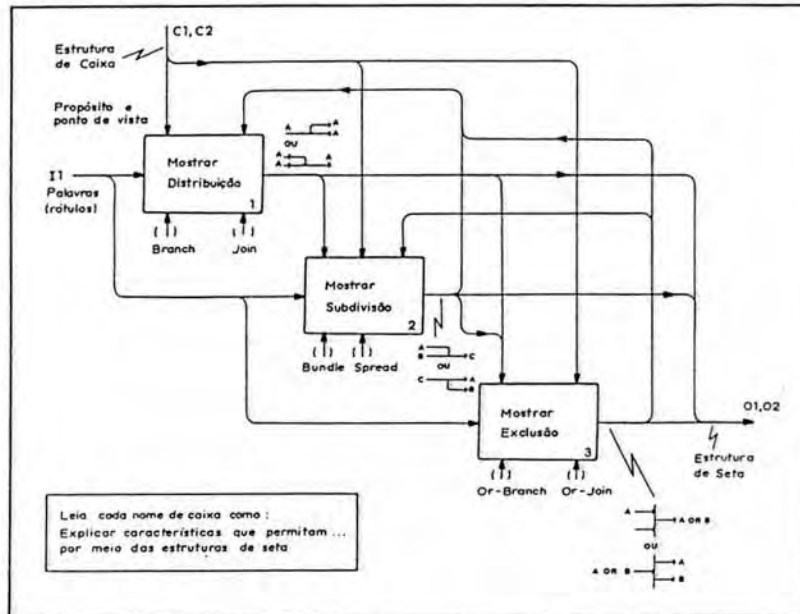 C1, C2
Estrutura
de Caixa
Propósito e
ponto de vista
I1
Palavras
(rótulos)
Mostrar
Distribuição
1
A
A
A
OU
A
A
A
( )
( )
Branch
Join
Mostrar
Subdivisão
2
( )
( )
Bundle
Spread
A
B
C
OU
C
A
B
Mostrar
Exclusão
3
( )
( )
Or-Branch
Or-Join
O1,O2
Estrutura
de Seta
A
A OR B
OU
A OR B
A
B
Leia cada nome de caixa como :
Explicar características que permitam ...
por meio das estruturas de seta